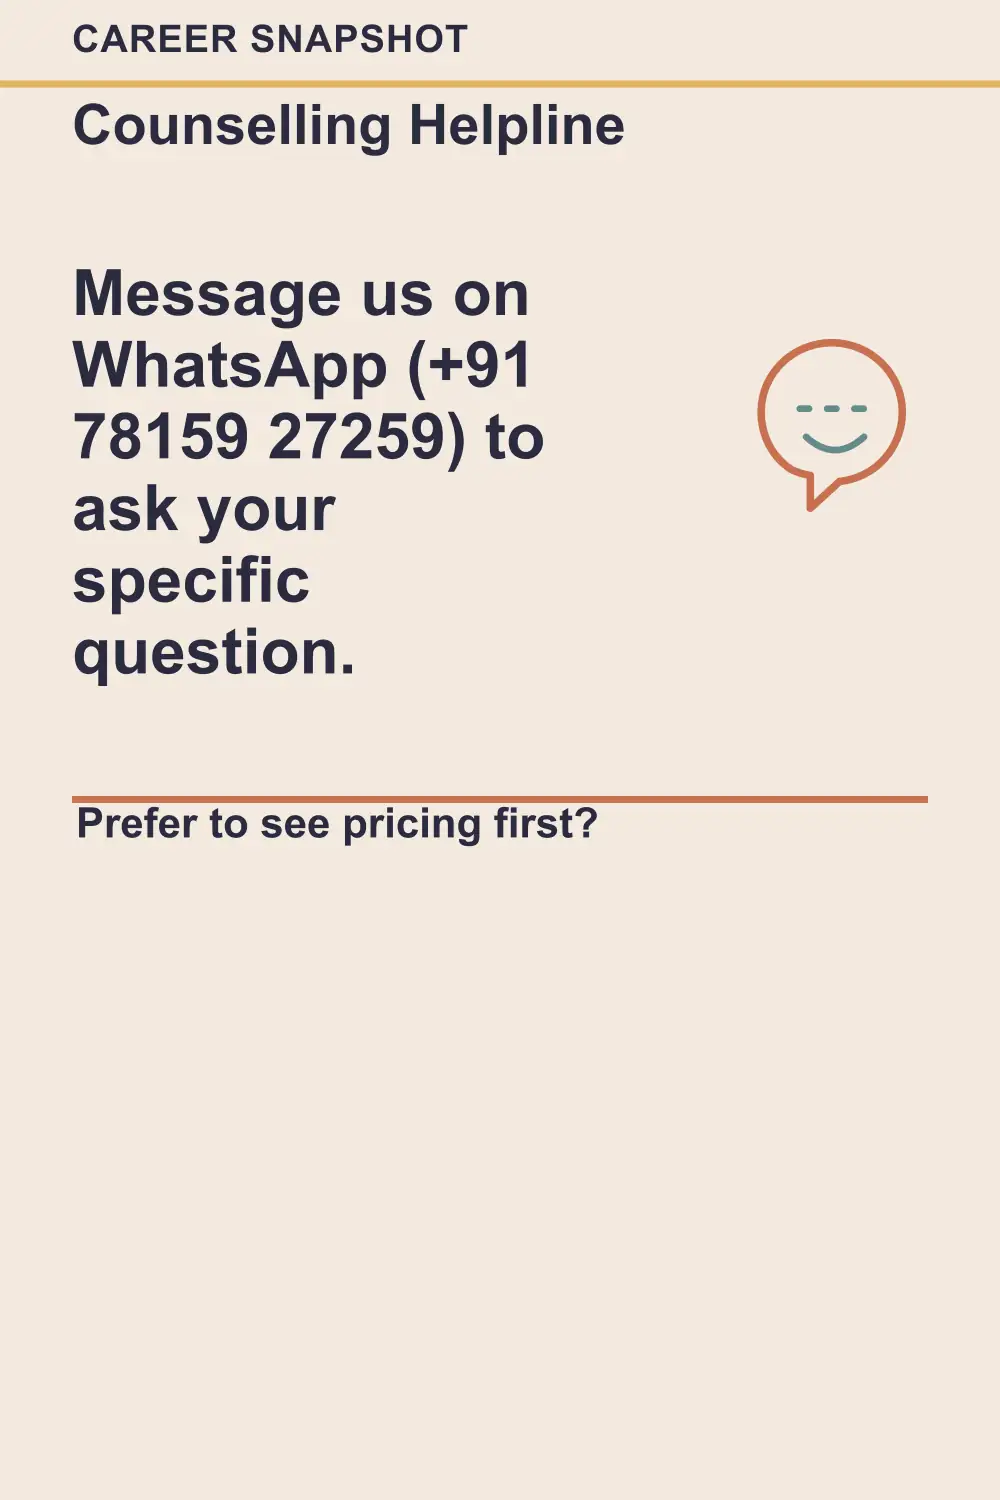 CAREER SNAPSHOT
Counselling Helpline
Message us on
WhatsApp (+91
78159 27259) to
ask your
specific
question.
Prefer to see pricing first?